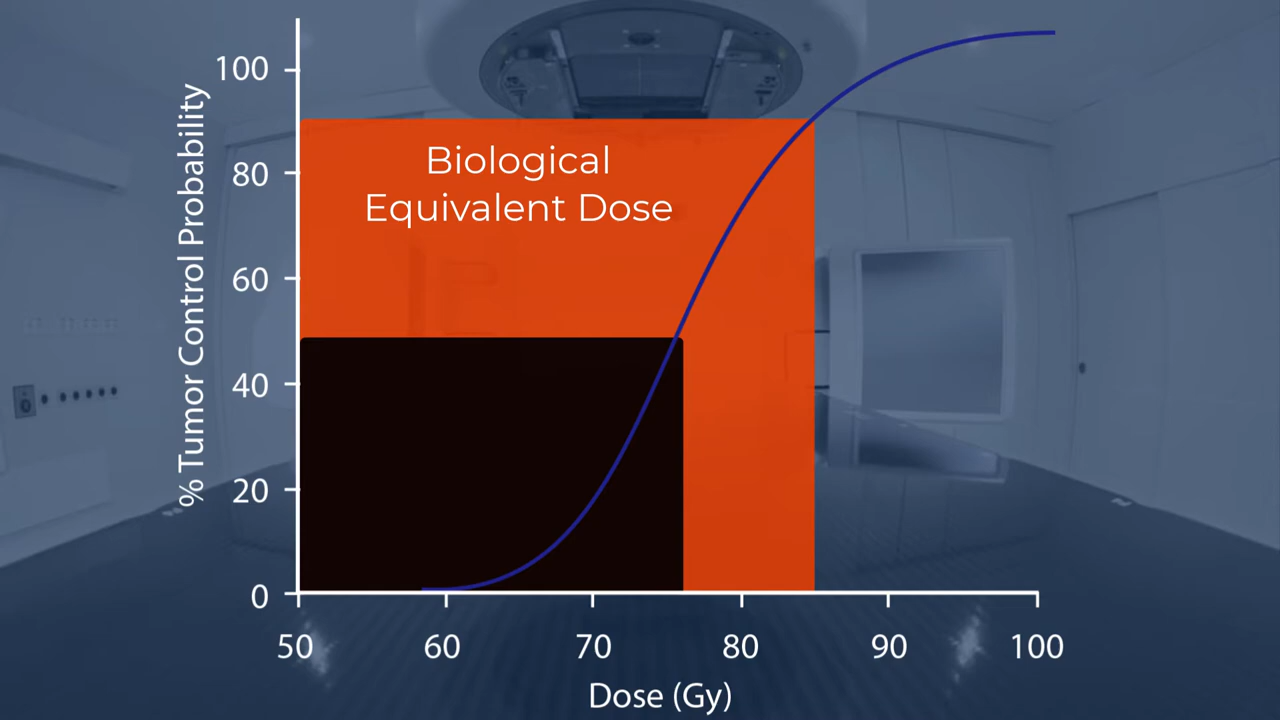 % Tumor Control Probability
100
80
60
40
20
0
Biological
Equivalent Dose
50 60 70 80 90 100
Dose (Gy)